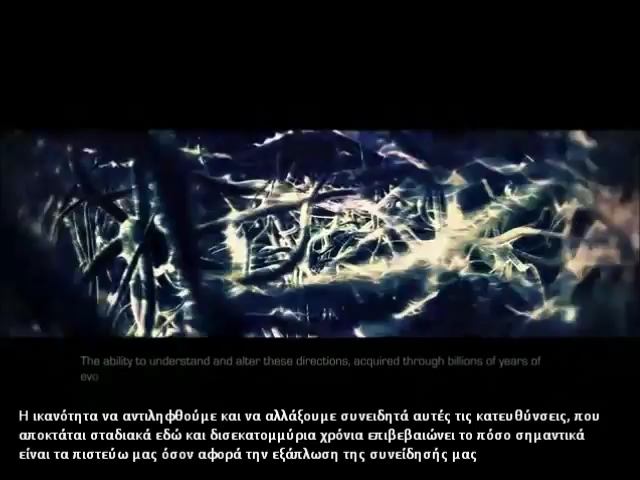 The ability to understand and alter these directions, acquired through billions of years of
evo
Η ικανότητα να αντιληφθούμε και να αλλάξουμε συνειδητά αυτές τις κατευθύνσεις, που
αποκτάται σταδιακά εδώ και δισεκατομμύρια χρόνια επιβεβαιώνει το πόσο σημαντικά
είναι τα πιστεύω μας όσον αφορά την εξάπλωση της συνείδησής μας